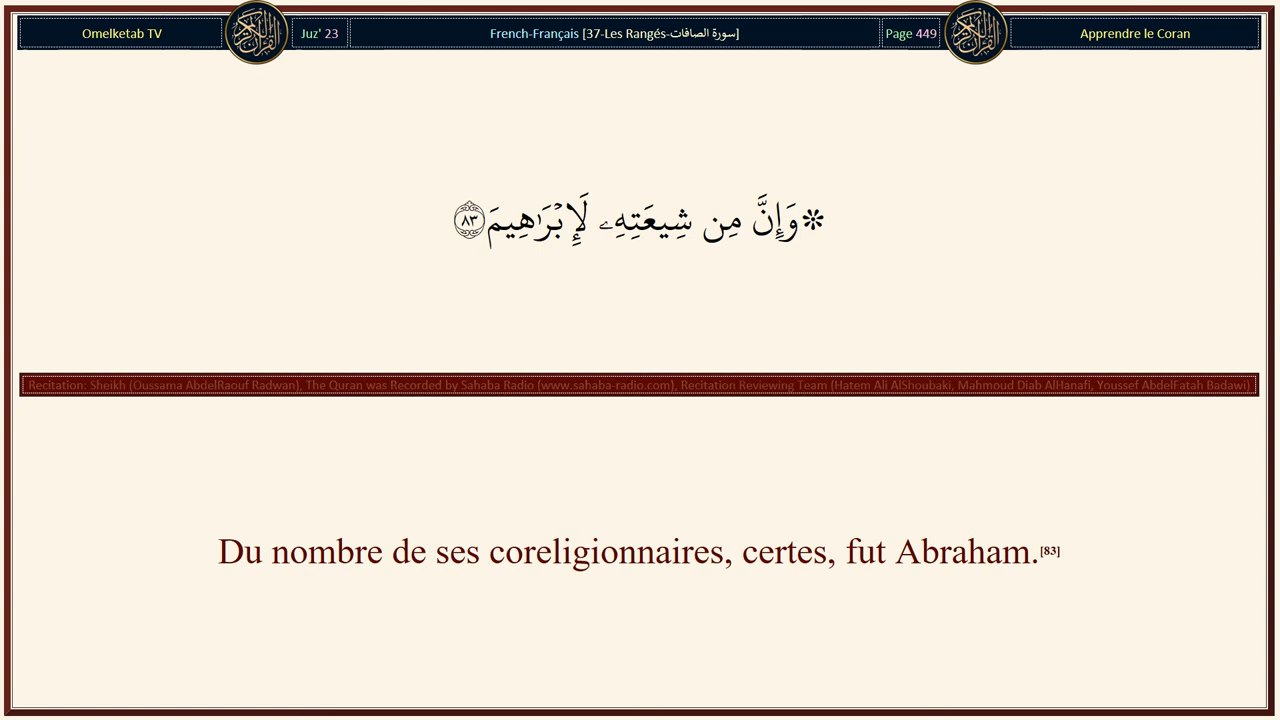 Omelketab TV
Juz' 23
French-Français [37-Les Rangés-سورة الصافات]
Page 449
Apprendre le Coran
۞وَإِنَّ مِن شِيعَتِهِۦ لَإِبْرَٰهِيمَ ٨٣
Recitation: Sheikh (Oussama AbdelRaouf Radwan), The Quran was Recorded by Sahaba Radio (www.sahaba-radio.com), Recitation Reviewing Team (Hatem Ali AlShoubaki, Mahmoud Diab AlHanafi, Youssef AbdelFatah Badawi)
Du nombre de ses coreligionnaires, certes, fut Abraham.[83]